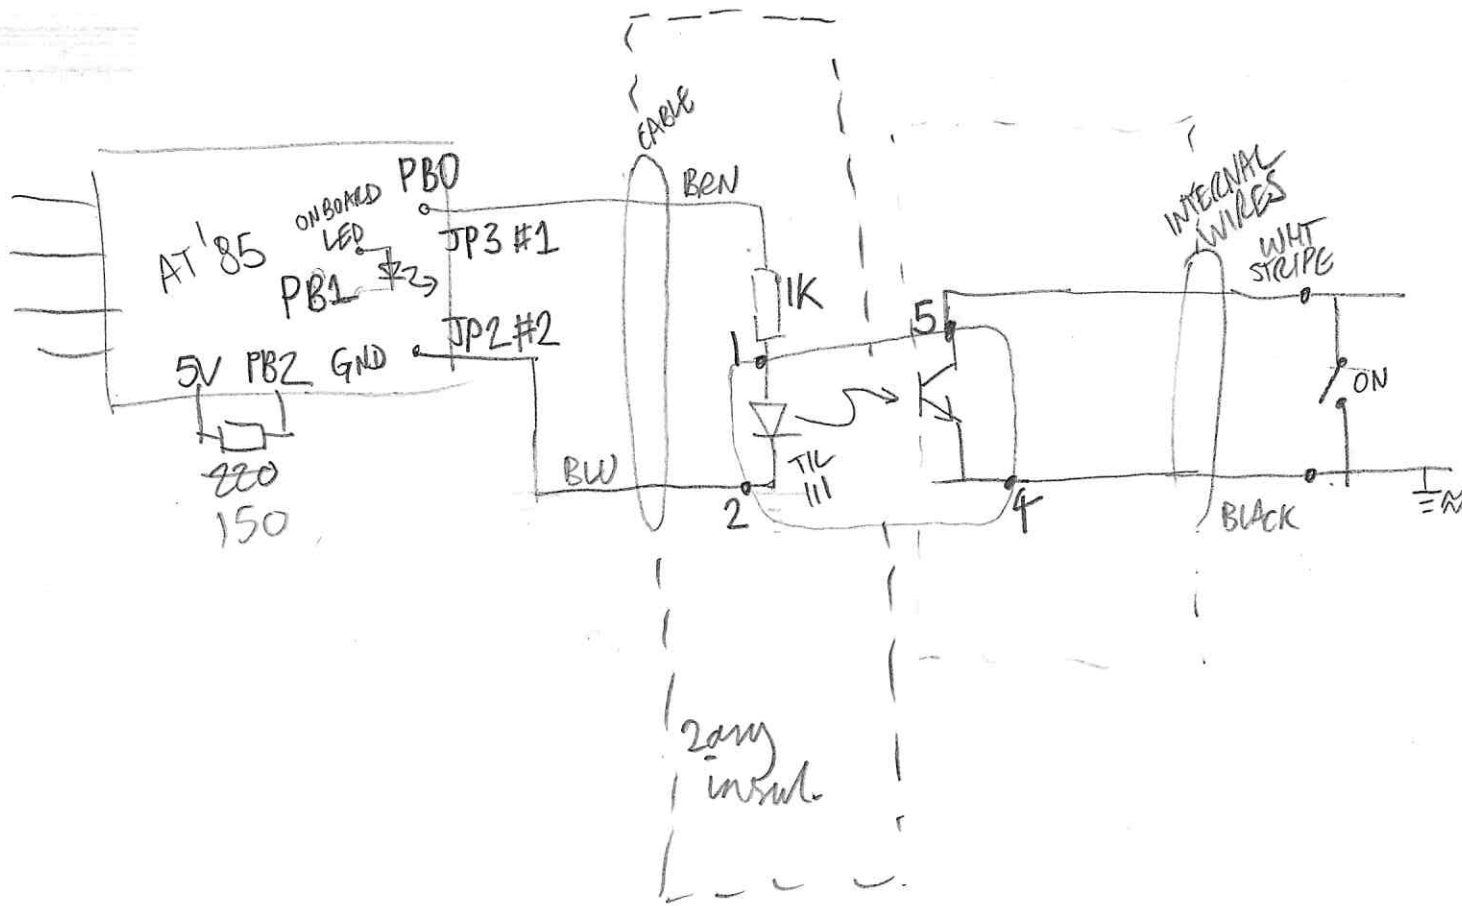 CABLE
PB0
BRN
ONBOARD
LED
JP3 #1
AT '85
PB1
INTERNAL
WIRES
WHT
STRIPE
1K
5
1
JP2 #2
5V PB2 GND
ON
220
150
BLU
TIL
111
2
4
BLACK
insul.